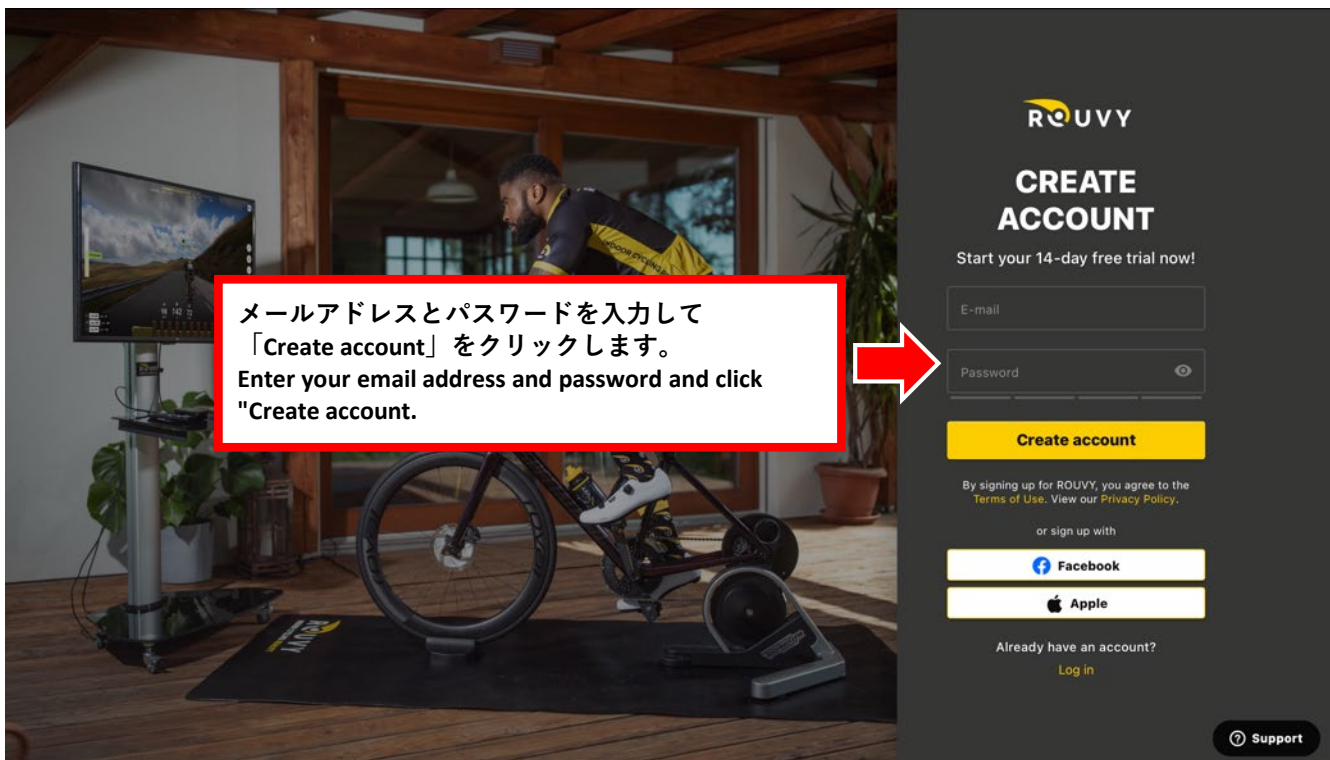 ROUVY
CREATE
ACCOUNT
Start your 14-day free trial now!
E-mail
Password
Create account
By signing up for ROUVY, you agree to the
Terms of Use. View our Privacy Policy.
or sign up with
Facebook
Apple
Already have an account?
Log in
Support
メールアドレスとパスワードを入力して
「Create account」をクリックします。
Enter your email address and password and click
"Create account.
INDOOR CYCLING
ROUVY